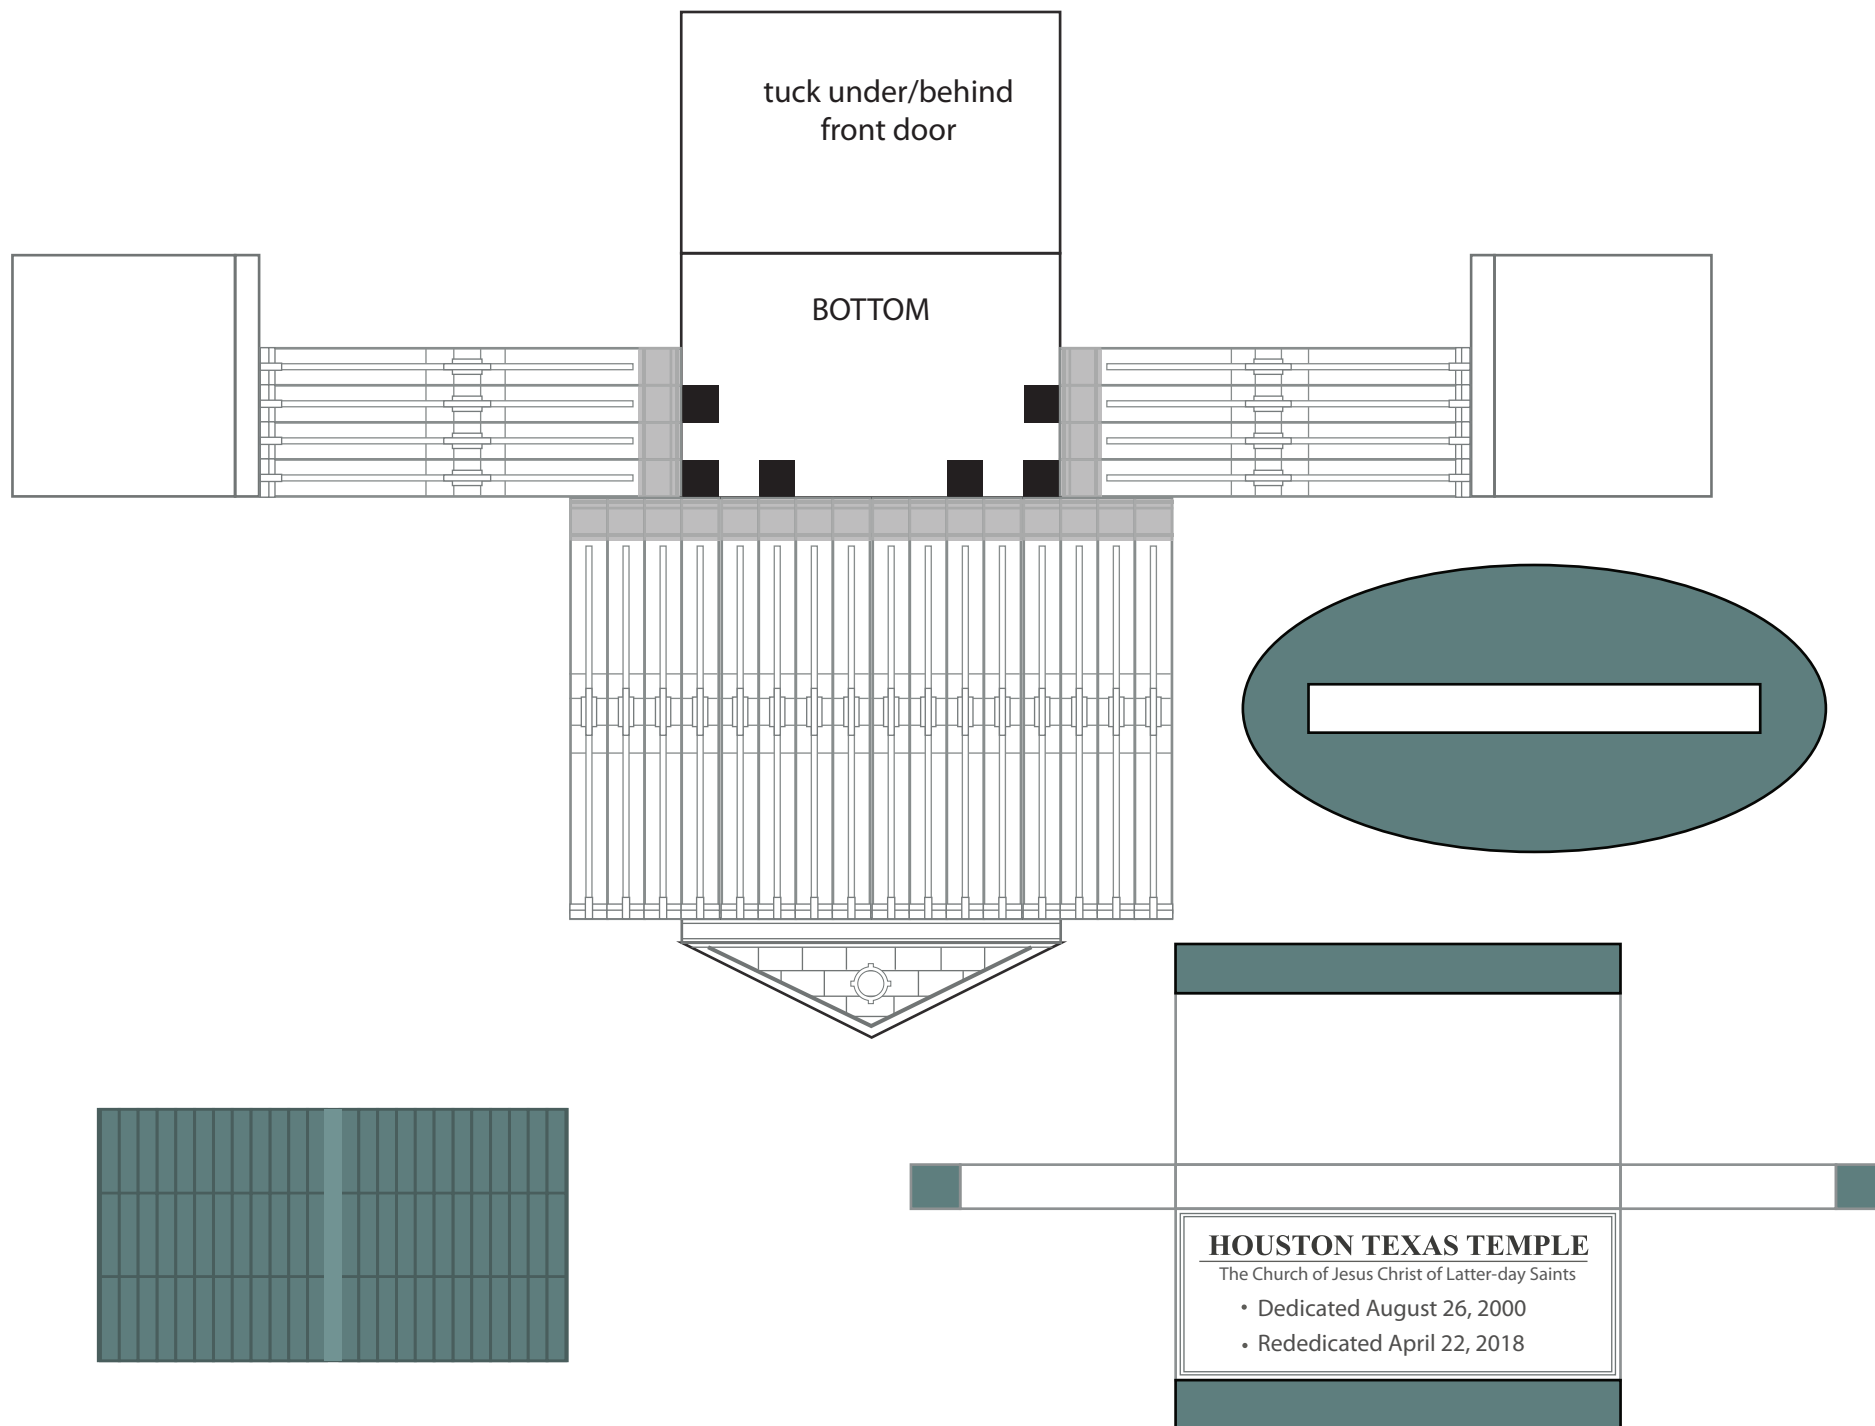 tuck under/behind
front door
BOTTOM
HOUSTON TEXAS TEMPLE
The Church of Jesus Christ of Latter-day Saints
• Dedicated August 26, 2000
• Rededicated April 22, 2018